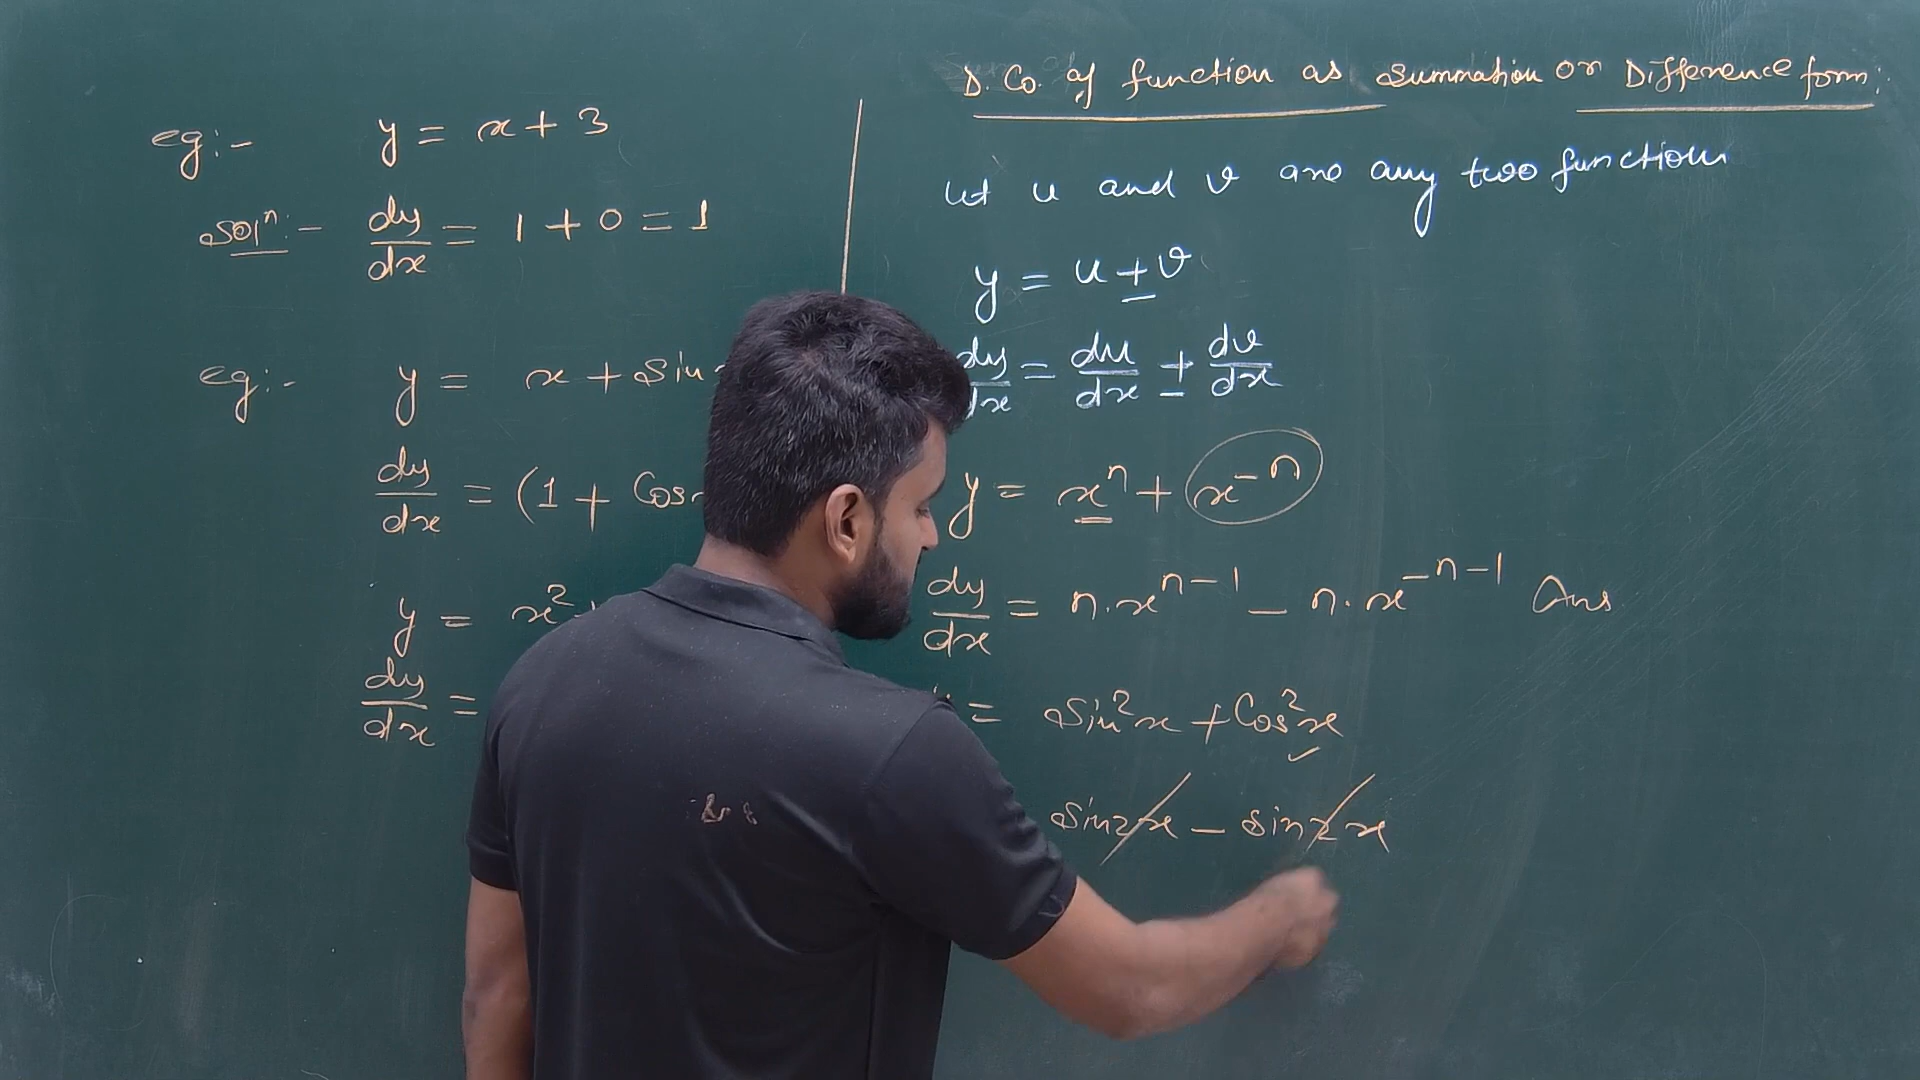 eg:- y = x + 3
solⁿ:- dy/dx = 1 + 0 = 1
eg:- y = x + sin
dy/dx = (1 + Cos
y = x²
dy/dx =
D. Co. of function as summation or Difference form:
let u and v are any two function
y = u ± v
dy/dx = du/dx ± dv/dx
y = xⁿ + x⁻ⁿ
dy/dx = n.xⁿ⁻¹ – n.x⁻ⁿ⁻¹ Ans
= Sin²x + Cos²x
Sin2x – Sin2x